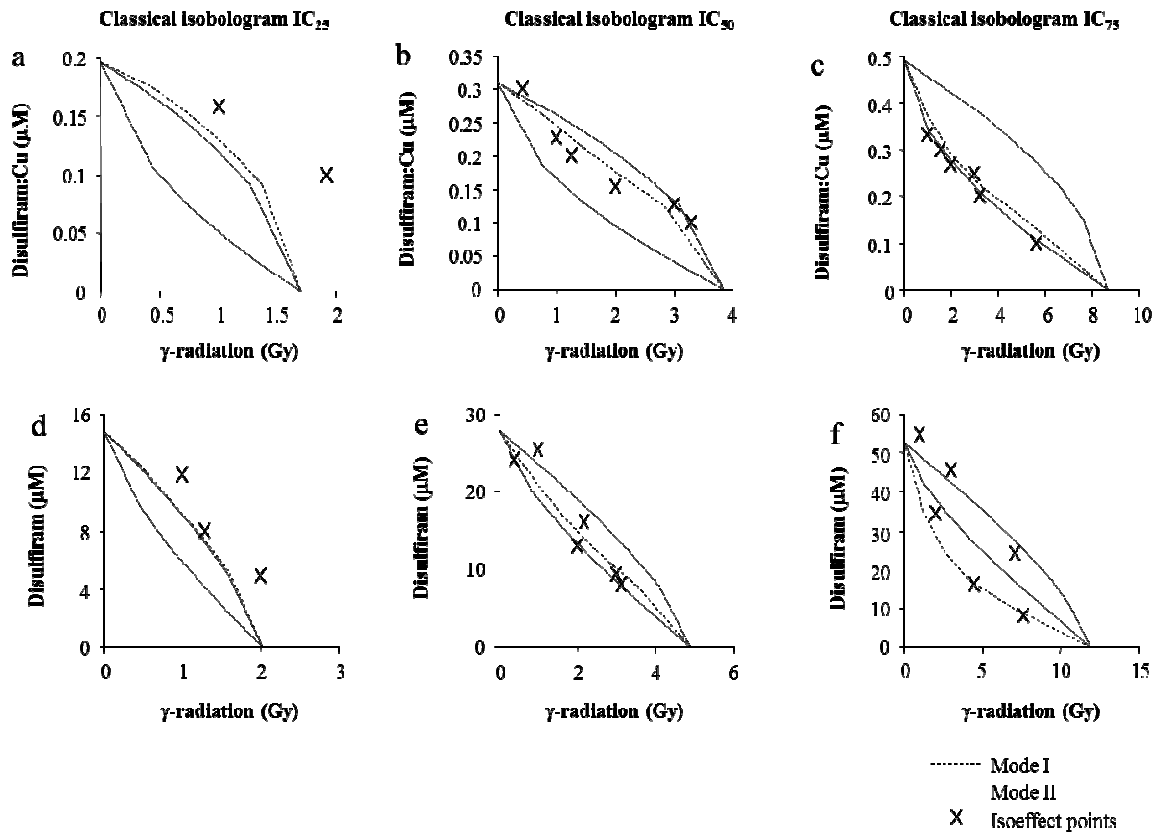 Classical isobologram IC25
Classical isobologram IC50
Classical isobologram IC75
a
Disulfiram:Cu (μM)
0.2
0.15
0.1
0.05
0
0 0.5 1 1.5 2
γ-radiation (Gy)
b
Disulfiram:Cu (μM)
0.35
0.3
0.25
0.2
0.15
0.1
0.05
0
0 1 2 3 4
γ-radiation (Gy)
c
Disulfiram:Cu (μM)
0.5
0.4
0.3
0.2
0.1
0
0 2 4 6 8 10
γ-radiation (Gy)
d
Disulfiram (μM)
16
12
8
4
0
0 1 2 3
γ-radiation (Gy)
e
Disulfiram (μM)
30
20
10
0
0 2 4 6
γ-radiation (Gy)
f
Disulfiram (μM)
60
50
40
30
20
10
0
0 5 10 15
γ-radiation (Gy)
Mode I
Mode II
Isoeffect points